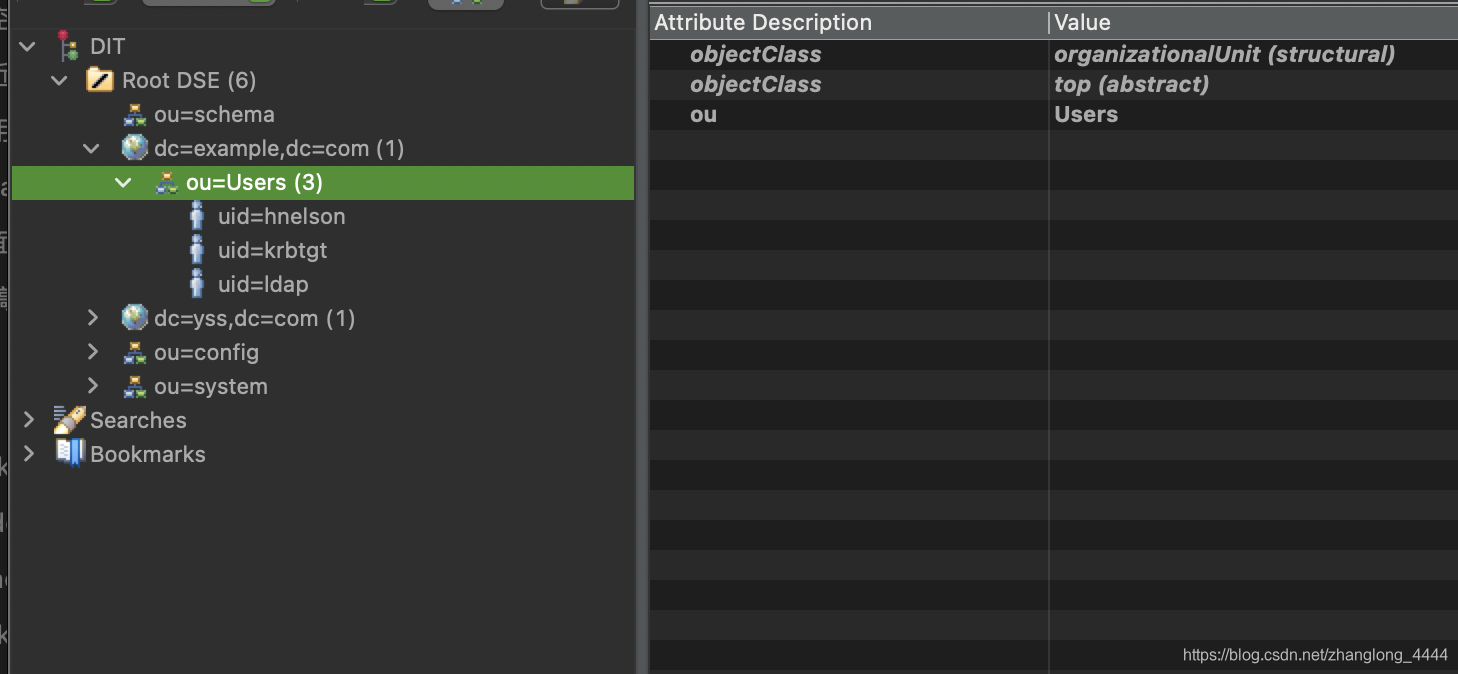 DIT
Root DSE (6)
ou=schema
dc=example,dc=com (1)
ou=Users (3)
uid=hnelson
uid=krbtgt
uid=ldap
dc=yss,dc=com (1)
ou=config
ou=system
Searches
Bookmarks
Attribute Description Value
objectClass organizationalUnit (structural)
objectClass top (abstract)
ou Users
https://blog.csdn.net/zhanglong_4444